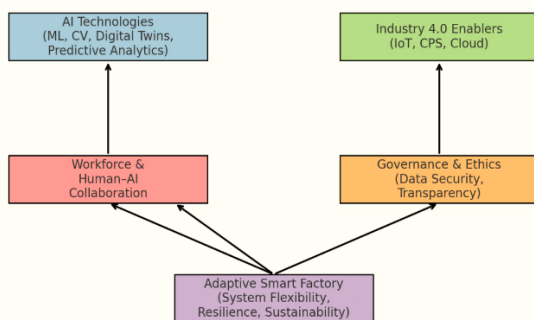 AI Technologies
(ML, CV, Digital Twins,
Predictive Analytics)
Industry 4.0 Enablers
(IoT, CPS, Cloud)
Workforce &
Human–AI
Collaboration
Governance & Ethics
(Data Security,
Transparency)
Adaptive Smart Factory
(System Flexibility,
Resilience, Sustainability)